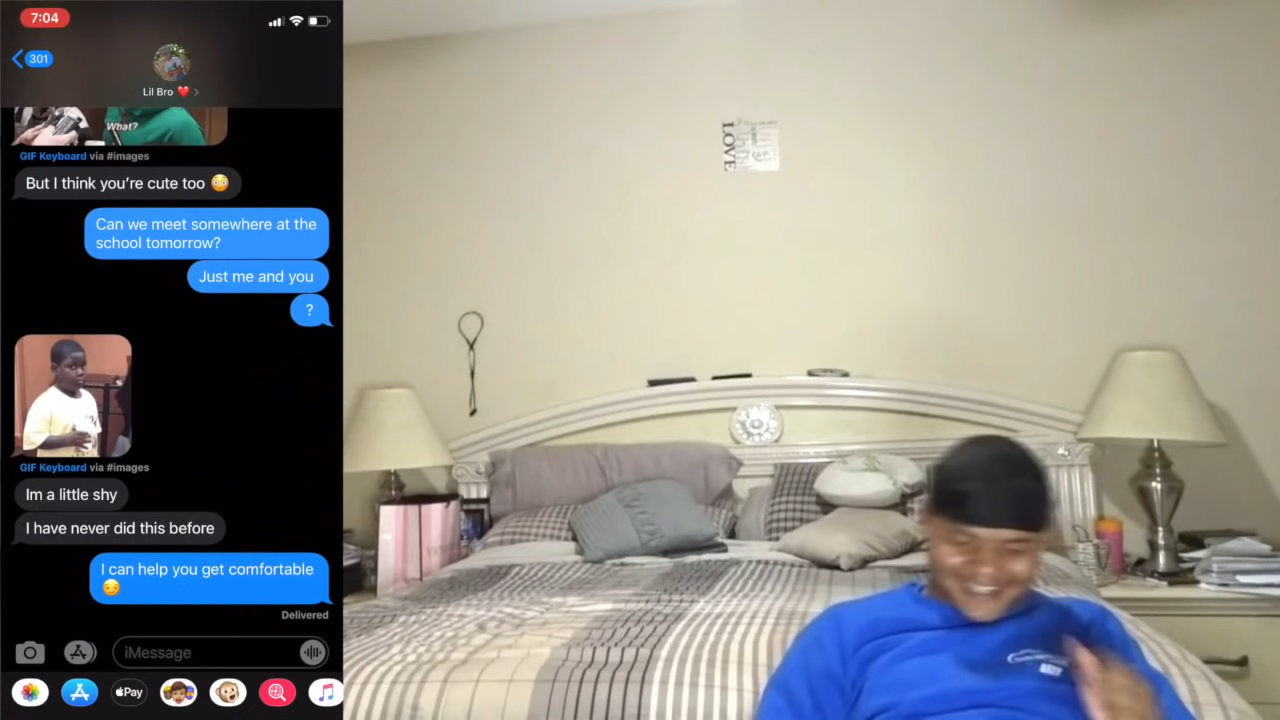 7:04
301
Lil Bro ❤️ >
What?
GIF Keyboard via #images
But I think you're cute too 😳
Can we meet somewhere at the
school tomorrow?
Just me and you
?
GIF Keyboard via #images
Im a little shy
I have never did this before
I can help you get comfortable
😏
Delivered
iMessage
Pay
LOVE